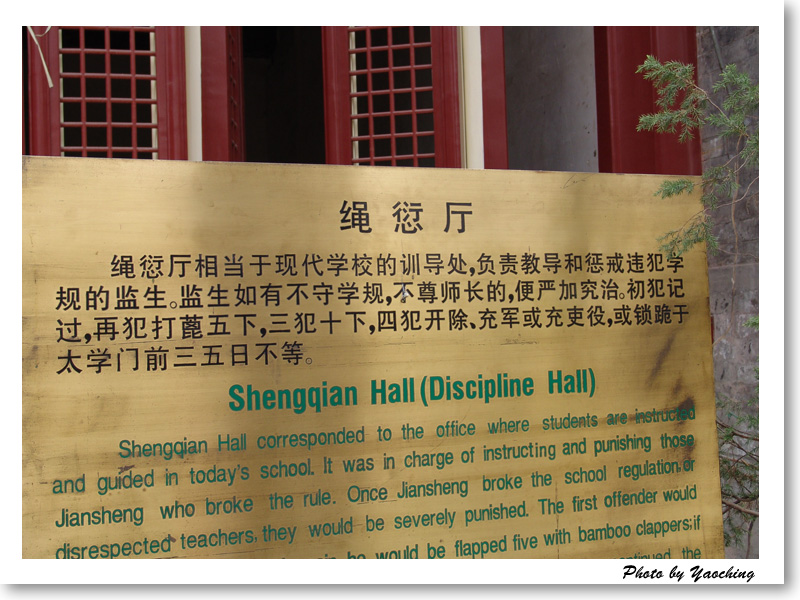 绳愆厅
绳愆厅相当于现代学校的训导处,负责教导和惩戒违犯学
规的监生。监生如有不守学规,不尊师长的,便严加究治。初犯记
过,再犯打蓖五下,三犯十下,四犯开除、充军或充吏役,或锁跪于
太学门前三五日不等。
Shengqian Hall (Discipline Hall)
Shengqian Hall corresponded to the office where students are instructed
and guided in today's school. It was in charge of instructing and punishing those
Jiansheng who broke the rule. Once Jiansheng broke the school regulation or
disrespected teachers, they would be severely punished. The first offender would
he would be flapped five with bamboo clappers; if
continued the
Photo by Yaoching